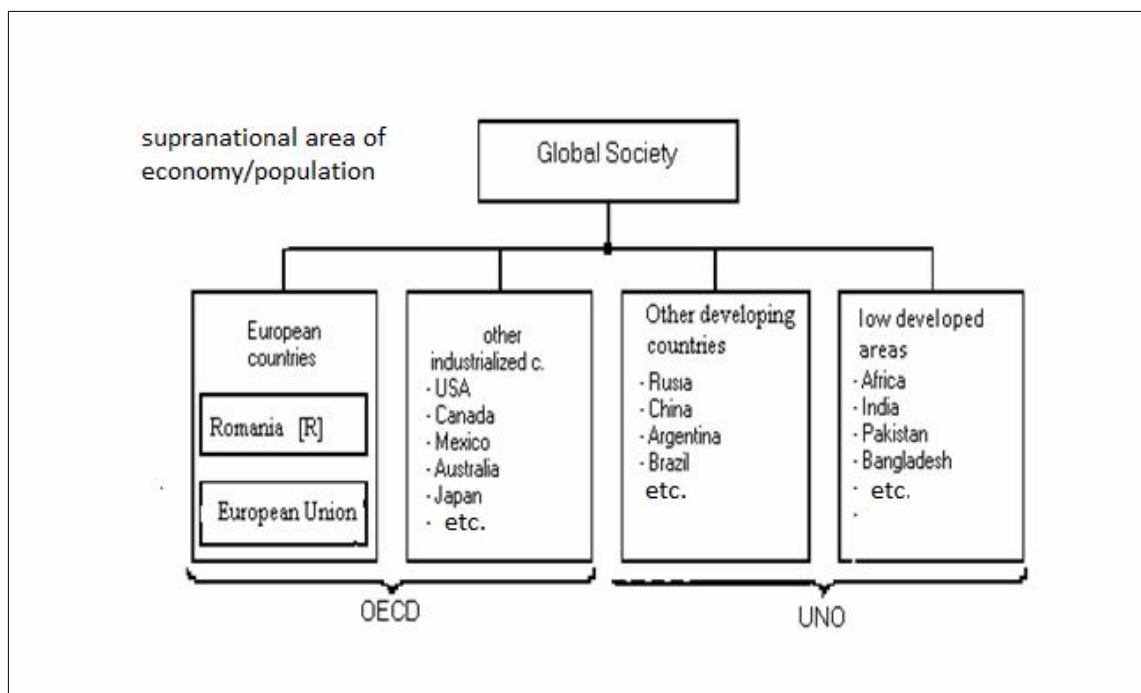 supranational area of
economy/population
Global Society
European
countries
Romania [R]
European Union
other
industrialized c.
- USA
- Canada
- Mexico
- Australia
- Japan
· etc.
Other developing
countries
- Rusia
- China
- Argentina
- Brazil
etc.
low developed
areas
- Africa
- India
- Pakistan
- Bangladesh
· etc.
OECD
UNO